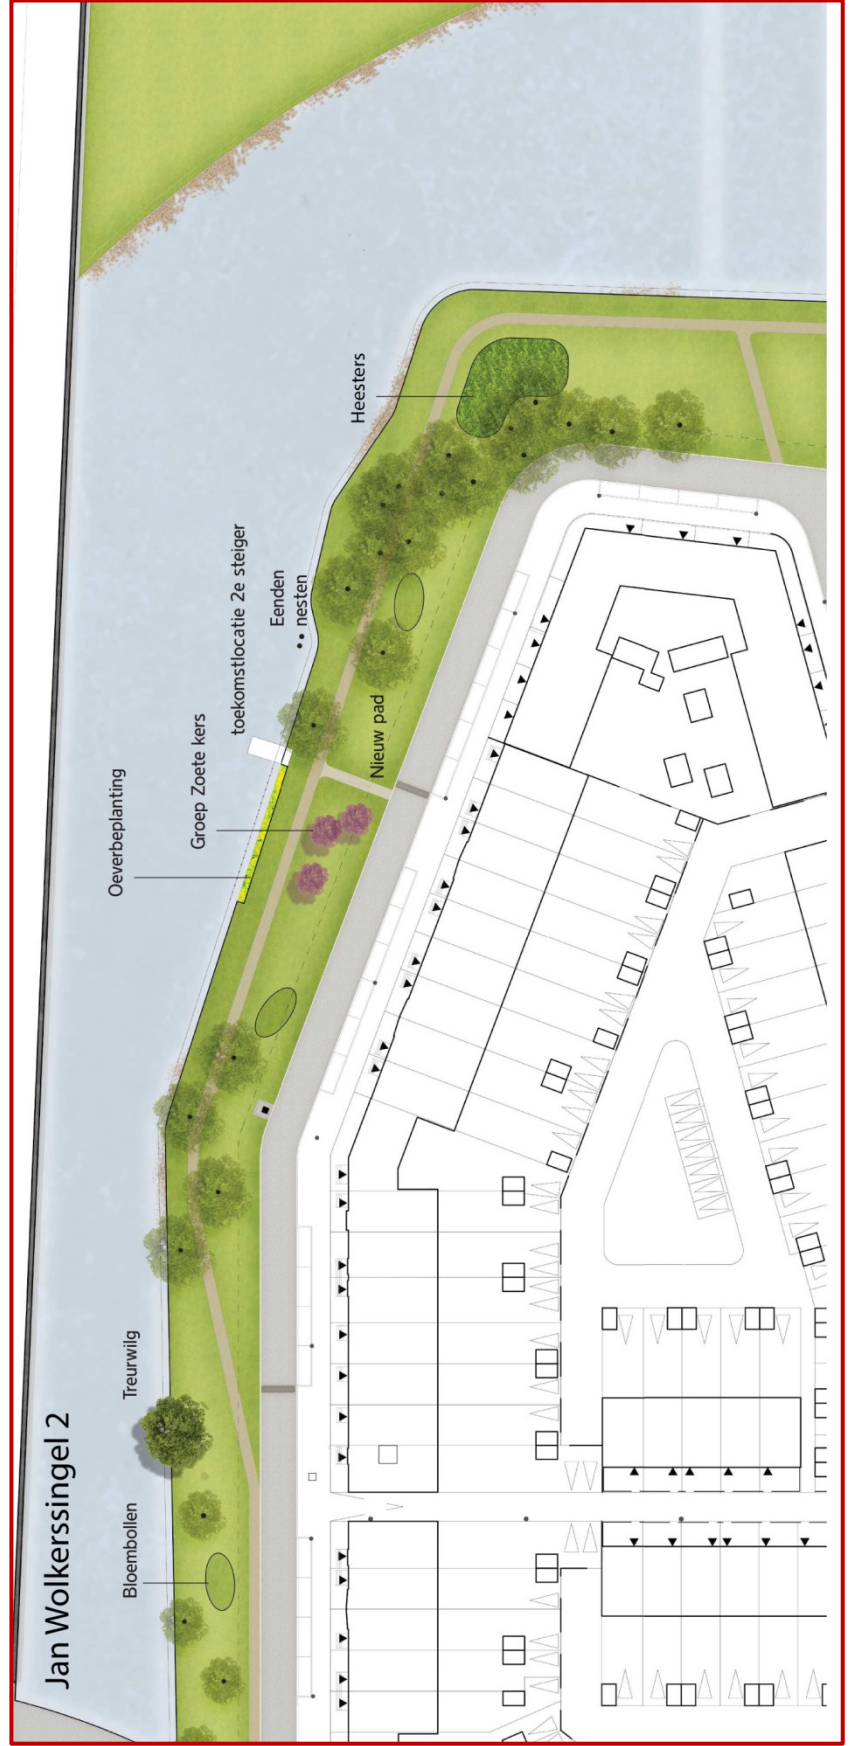 Jan Wolkerssingel 2
Bloembollen
Treurwilg
Oeverbeplanting
Groep Zoete kers
toekomstlocatie 2e steiger
Eenden
nesten
Nieuw pad
Heesters